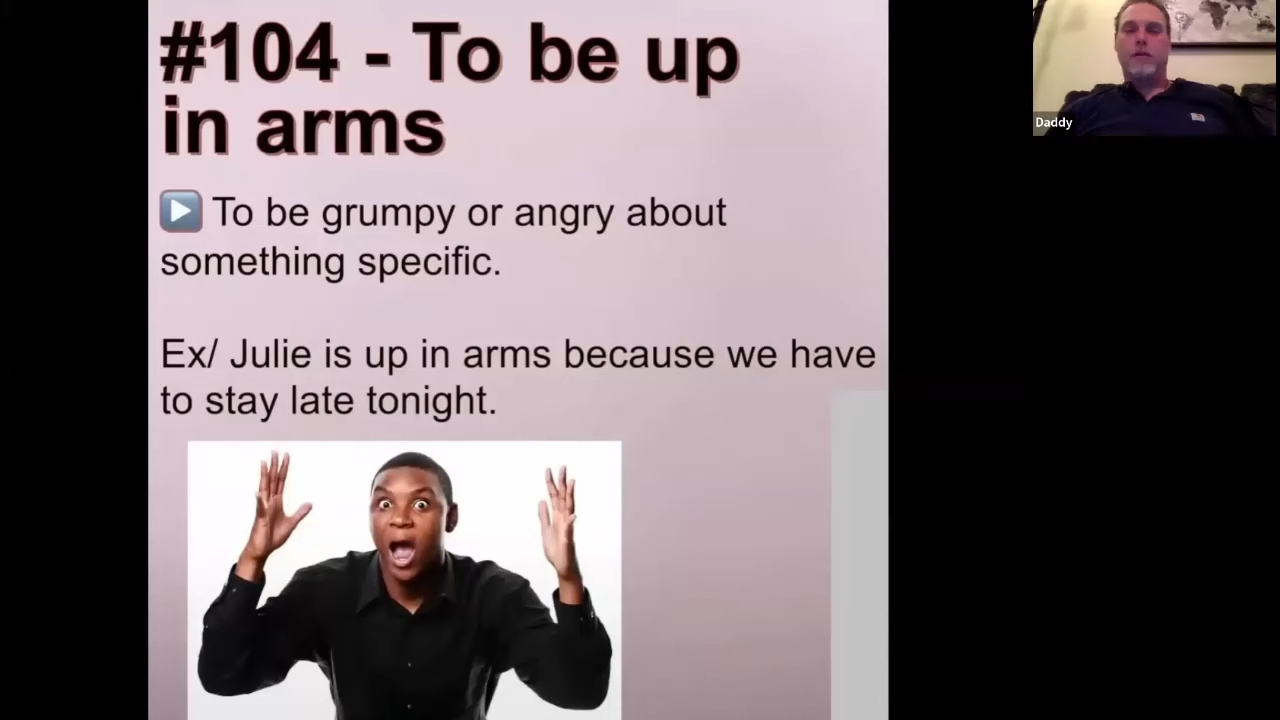 #104 - To be up
in arms
To be grumpy or angry about
something specific.
Ex/ Julie is up in arms because we have
to stay late tonight.
Daddy